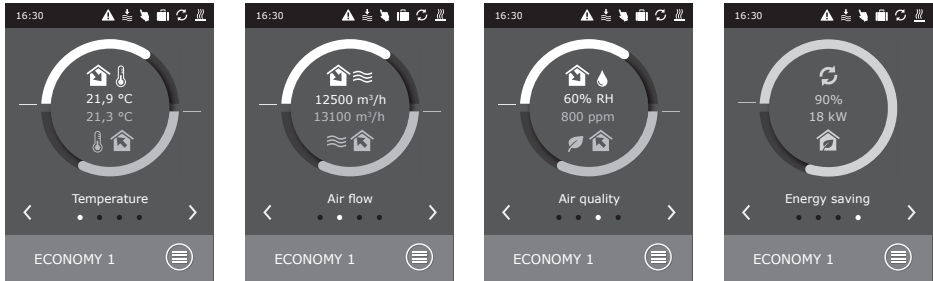 16:30
21,9 °C
21,3 °C
Temperature
ECONOMY 1
16:30
12500 m³/h
13100 m³/h
Air flow
ECONOMY 1
16:30
60% RH
800 ppm
Air quality
ECONOMY 1
16:30
90%
18 kW
Energy saving
ECONOMY 1